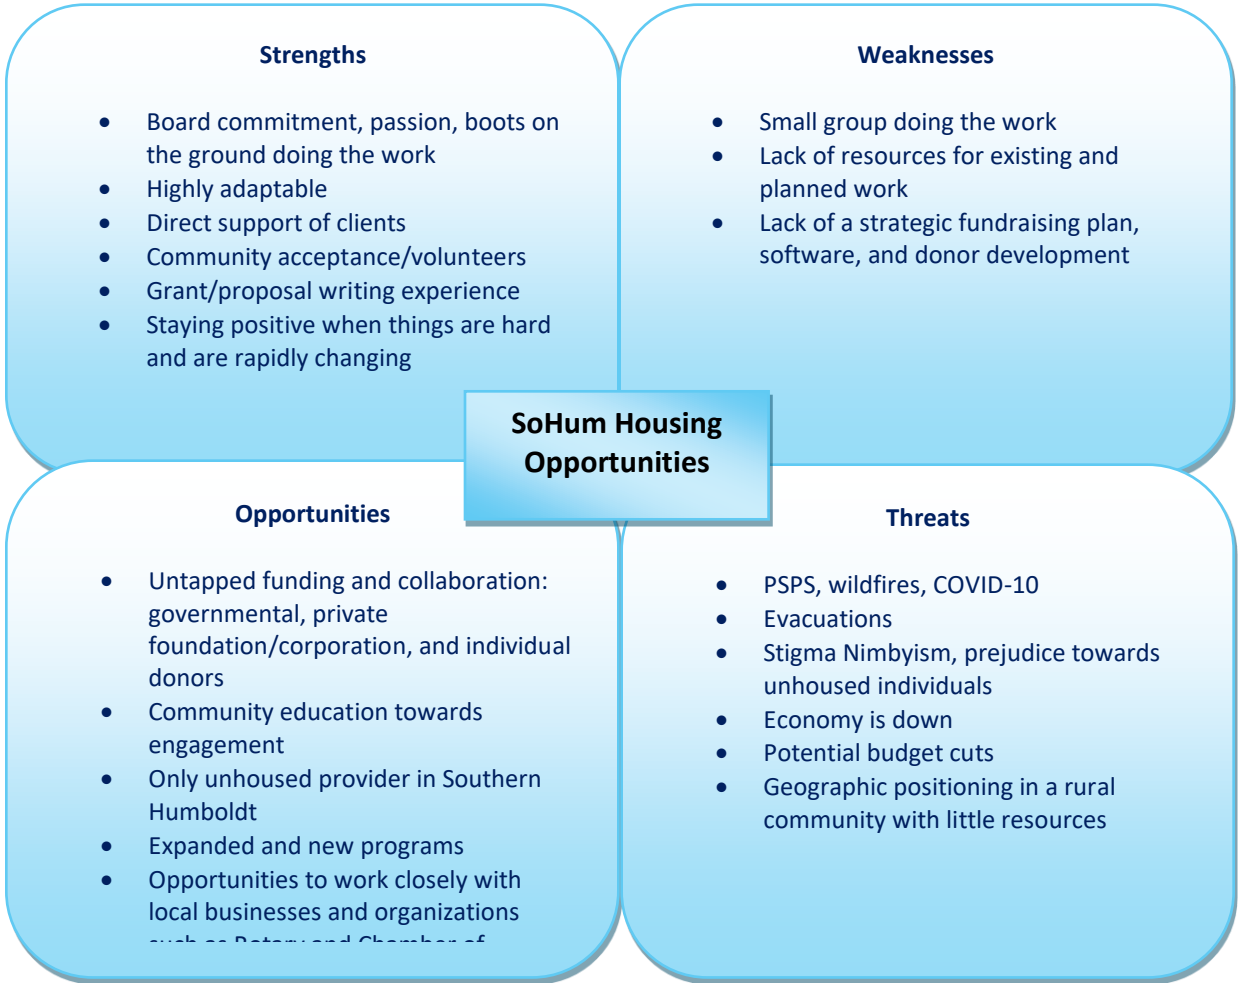 Strengths
• Board commitment, passion, boots on
the ground doing the work
• Highly adaptable
• Direct support of clients
• Community acceptance/volunteers
• Grant/proposal writing experience
• Staying positive when things are hard
and are rapidly changing
Weaknesses
• Small group doing the work
• Lack of resources for existing and
planned work
• Lack of a strategic fundraising plan,
software, and donor development
SoHum Housing
Opportunities
Opportunities
• Untapped funding and collaboration:
governmental, private
foundation/corporation, and individual
donors
• Community education towards
engagement
• Only unhoused provider in Southern
Humboldt
• Expanded and new programs
• Opportunities to work closely with
local businesses and organizations
such as Rotary and Chamber of
Threats
• PSPS, wildfires, COVID-10
• Evacuations
• Stigma Nimbyism, prejudice towards
unhoused individuals
• Economy is down
• Potential budget cuts
• Geographic positioning in a rural
community with little resources